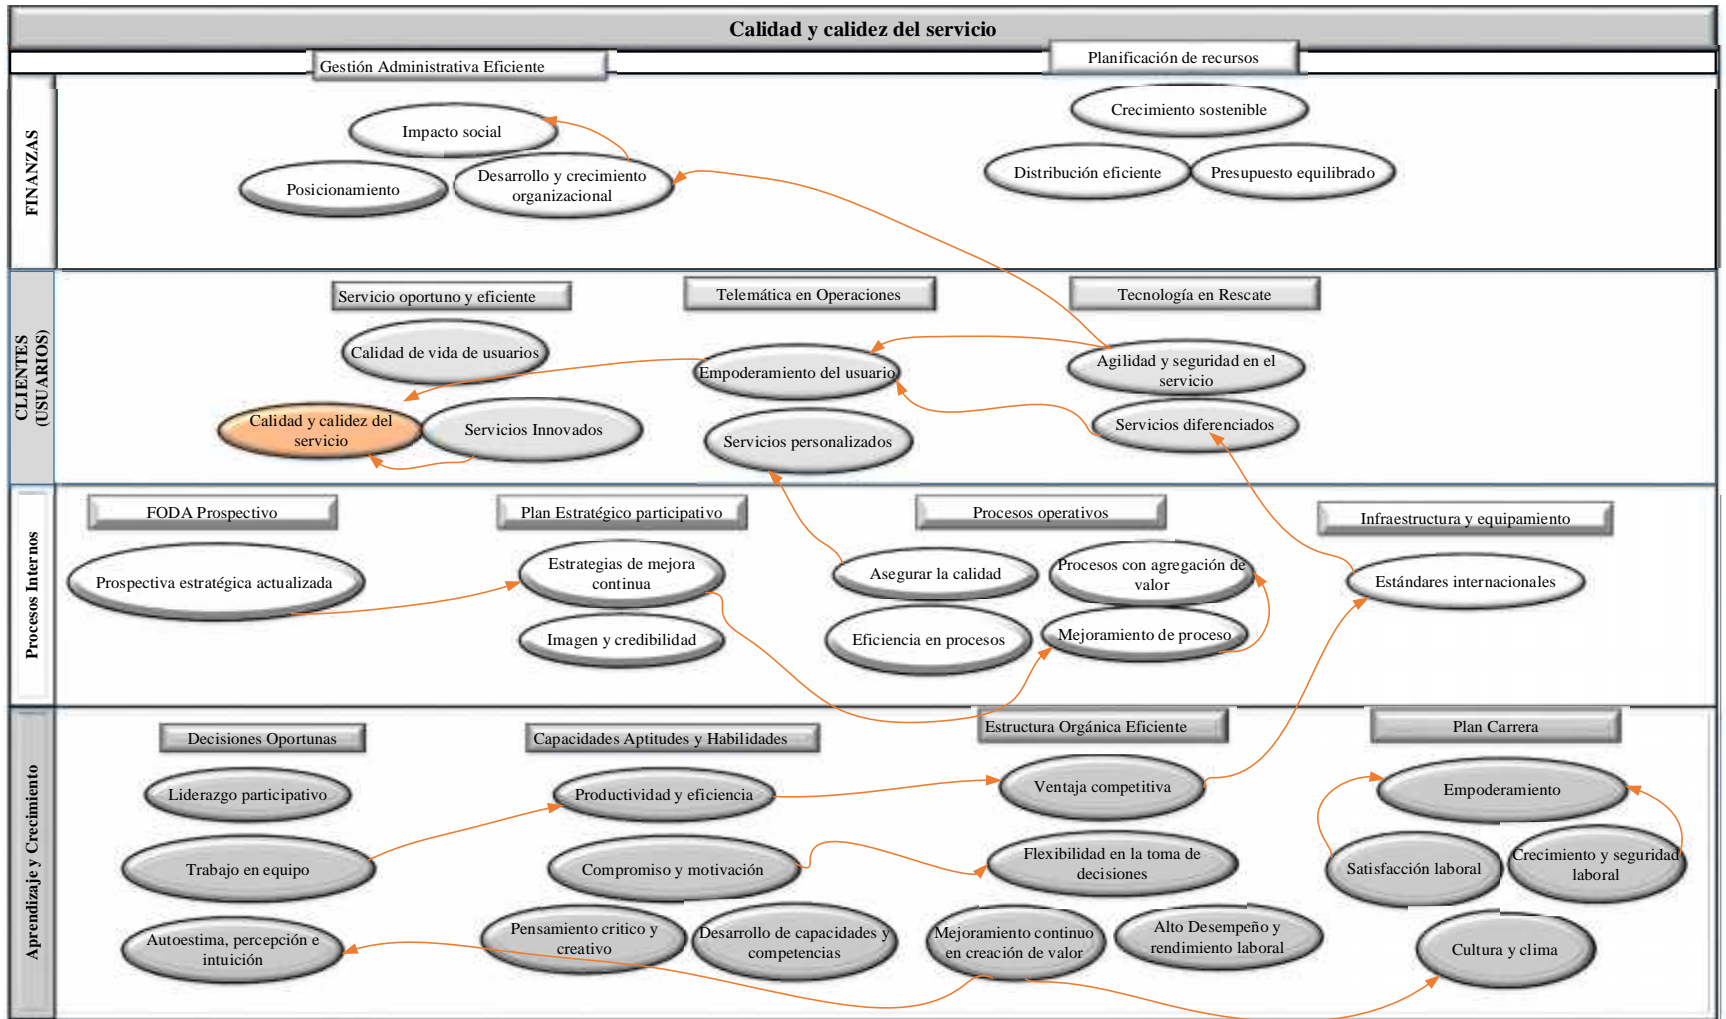 Calidad y calidez del servicio
Gestión Administrativa Eficiente
Planificación de recursos
FINANZAS
Impacto social
Posicionamiento
Desarrollo y crecimiento
organizacional
Crecimiento sostenible
Distribución eficiente
Presupuesto equilibrado
CLIENTES
(USUARIOS)
Servicio oportuno y eficiente
Telemática en Operaciones
Tecnología en Rescate
Calidad de vida de usuarios
Empoderamiento del usuario
Agilidad y seguridad en el
servicio
Calidad y calidez del
servicio
Servicios Innovados
Servicios personalizados
Servicios diferenciados
Procesos Internos
FODA Prospectivo
Plan Estratégico participativo
Procesos operativos
Infraestructura y equipamiento
Prospectiva estratégica actualizada
Estrategias de mejora
continua
Imagen y credibilidad
Asegurar la calidad
Procesos con agregación de
valor
Eficiencia en procesos
Mejoramiento de proceso
Estándares internacionales
Aprendizaje y Crecimiento
Decisiones Oportunas
Capacidades Aptitudes y Habilidades
Estructura Orgánica Eficiente
Plan Carrera
Liderazgo participativo
Productividad y eficiencia
Ventaja competitiva
Empoderamiento
Trabajo en equipo
Compromiso y motivación
Flexibilidad en la toma de
decisiones
Satisfacción laboral
Crecimiento y seguridad
laboral
Autoestima, percepción e
intuición
Pensamiento critico y
creativo
Desarrollo de capacidades y
competencias
Mejoramiento continuo
en creación de valor
Alto Desempeño y
rendimiento laboral
Cultura y clima